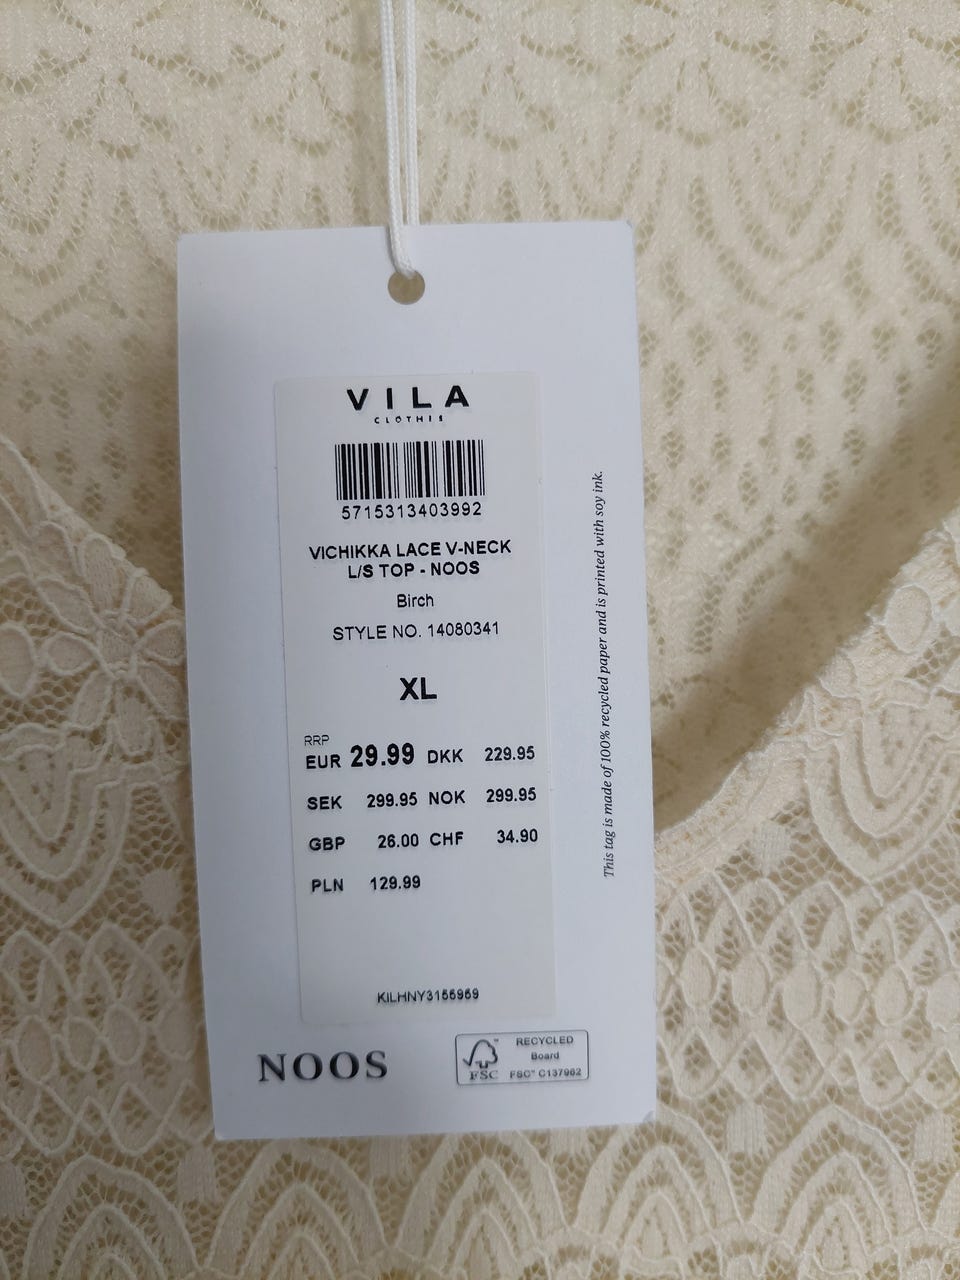 VILA
CLOTHES
5715313403992
VICHIKKA LACE V-NECK
L/S TOP - NOOS
Birch
STYLE NO. 14080341
XL
RRP
EUR 29.99 DKK 229.95
SEK 299.95 NOK 299.95
GBP 26.00 CHF 34.90
PLN 129.99
KILHNY3155959
This tag is made of 100% recycled paper and is printed with soy ink.
NOOS
FSC™
RECYCLED
Board
FSC™ C137962